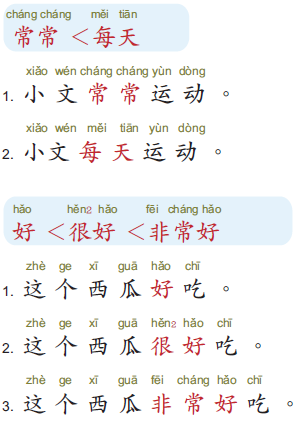 cháng cháng měi tiān
常常 ＜每天
xiǎo wén cháng cháng yùn dòng
1. 小文常常运动。
xiǎo wén měi tiān yùn dòng
2. 小文每天运动。
hǎo hěn2 hǎo fēi cháng hǎo
好 ＜很好 ＜非常好
zhè ge xī guā hǎo chī
1. 这个西瓜好吃。
zhè ge xī guā hěn2 hǎo chī
2. 这个西瓜很好吃。
zhè ge xī guā fēi cháng hǎo chī
3. 这个西瓜非常好吃。